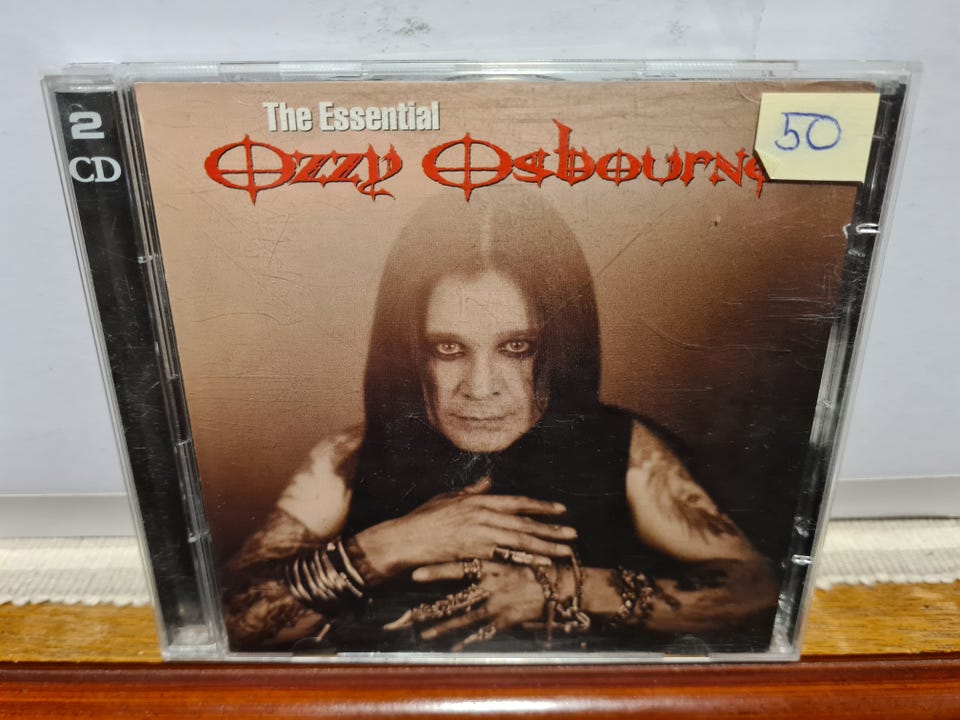 2
CD
The Essential
Ozzy Osbourne
50